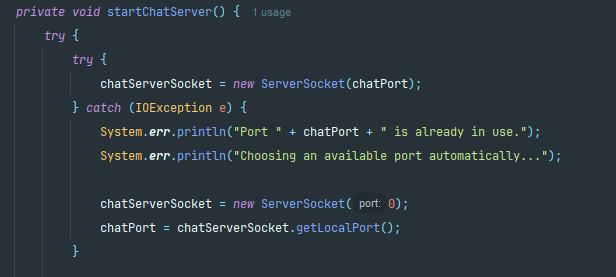 private void startChatServer() { 1 usage
try {
try {
chatServerSocket = new ServerSocket(chatPort);
} catch (IOException e) {
System.err.println("Port " + chatPort + " is already in use.");
System.err.println("Choosing an available port automatically...");
chatServerSocket = new ServerSocket( port: 0);
chatPort = chatServerSocket.getLocalPort();
}